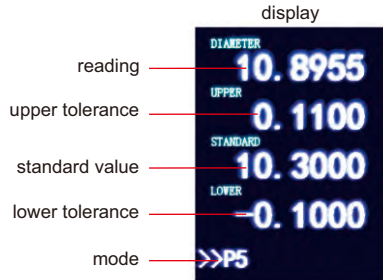 display
DIAMETER
reading 10.8955
UPPER
upper tolerance 0.1100
STANDARD
standard value 10.3000
LOWER
lower tolerance -0.1000
mode >>P5